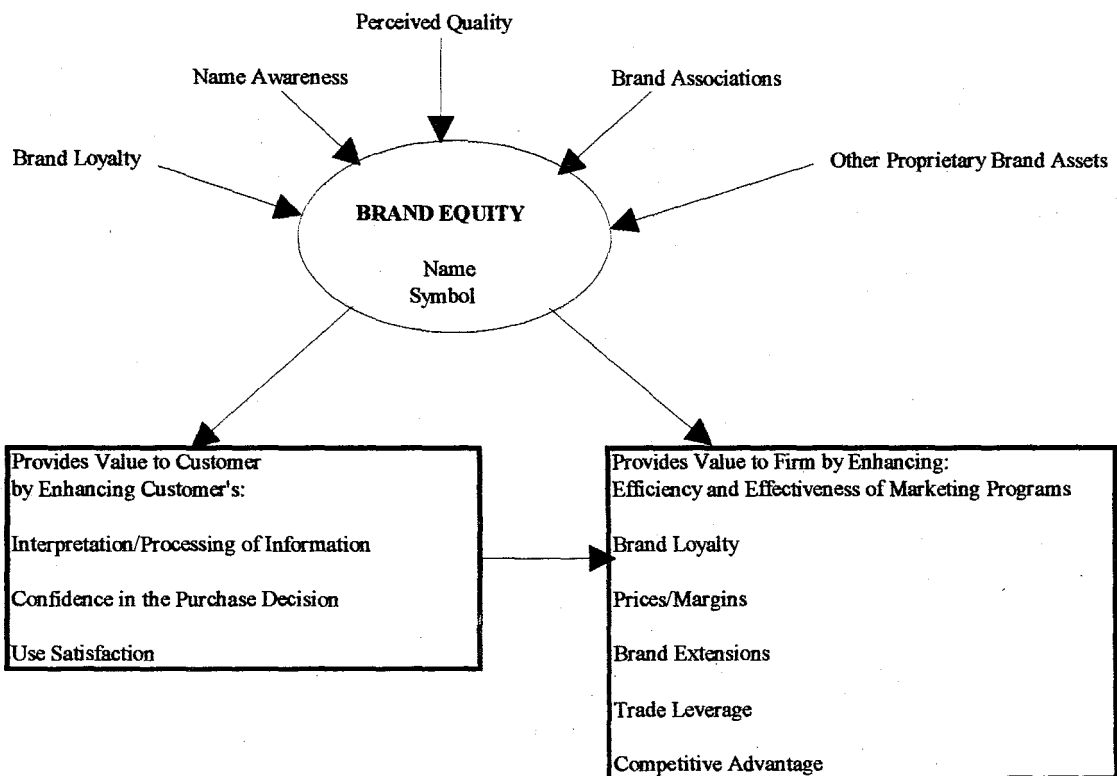 Perceived Quality
Name Awareness
Brand Associations
Brand Loyalty
Other Proprietary Brand Assets
BRAND EQUITY
Name
Symbol
Provides Value to Customer
by Enhancing Customer's:
Interpretation/Processing of Information
Confidence in the Purchase Decision
Use Satisfaction
Provides Value to Firm by Enhancing:
Efficiency and Effectiveness of Marketing Programs
Brand Loyalty
Prices/Margins
Brand Extensions
Trade Leverage
Competitive Advantage